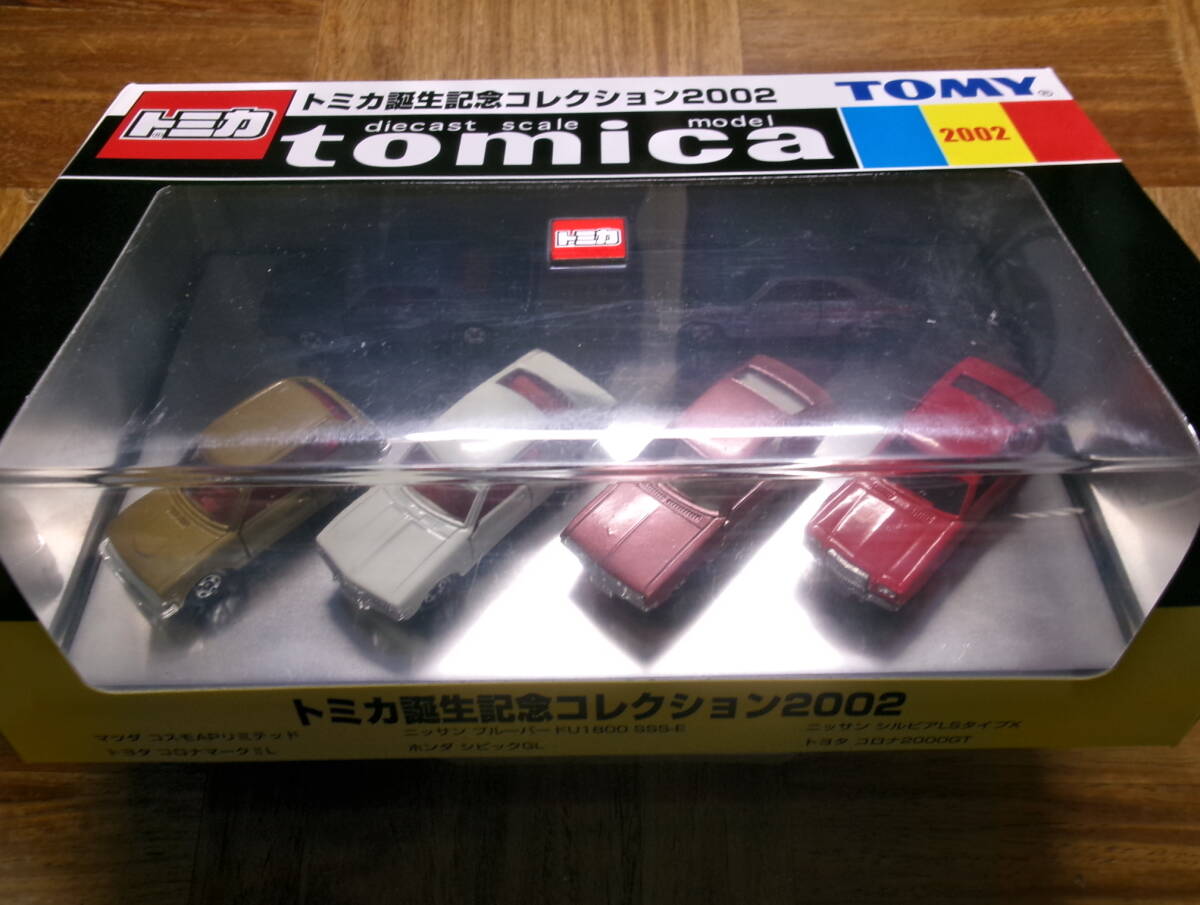 トミカ誕生記念コレクション2002
TOMY®
トミカ
diecast scale model
tomica
2002
トミカ
トミカ誕生記念コレクション2002
マツダ コスモAPリミテッド
ニッサン ブルーバードU1800 SSS-E
ニッサン シルビアLSタイプX
トヨタ コロナマークⅡL
ホンダ シビックGL
トヨタ コロナ2000GT